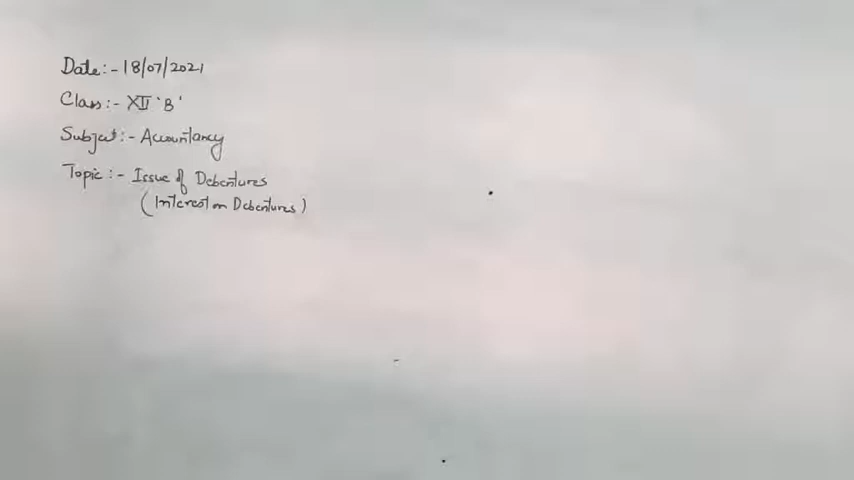 Date:- 18/07/2021
Class:- XII 'B'
Subject:- Accountancy
Topic:- Issue of Debentures
(Interest on Debentures)